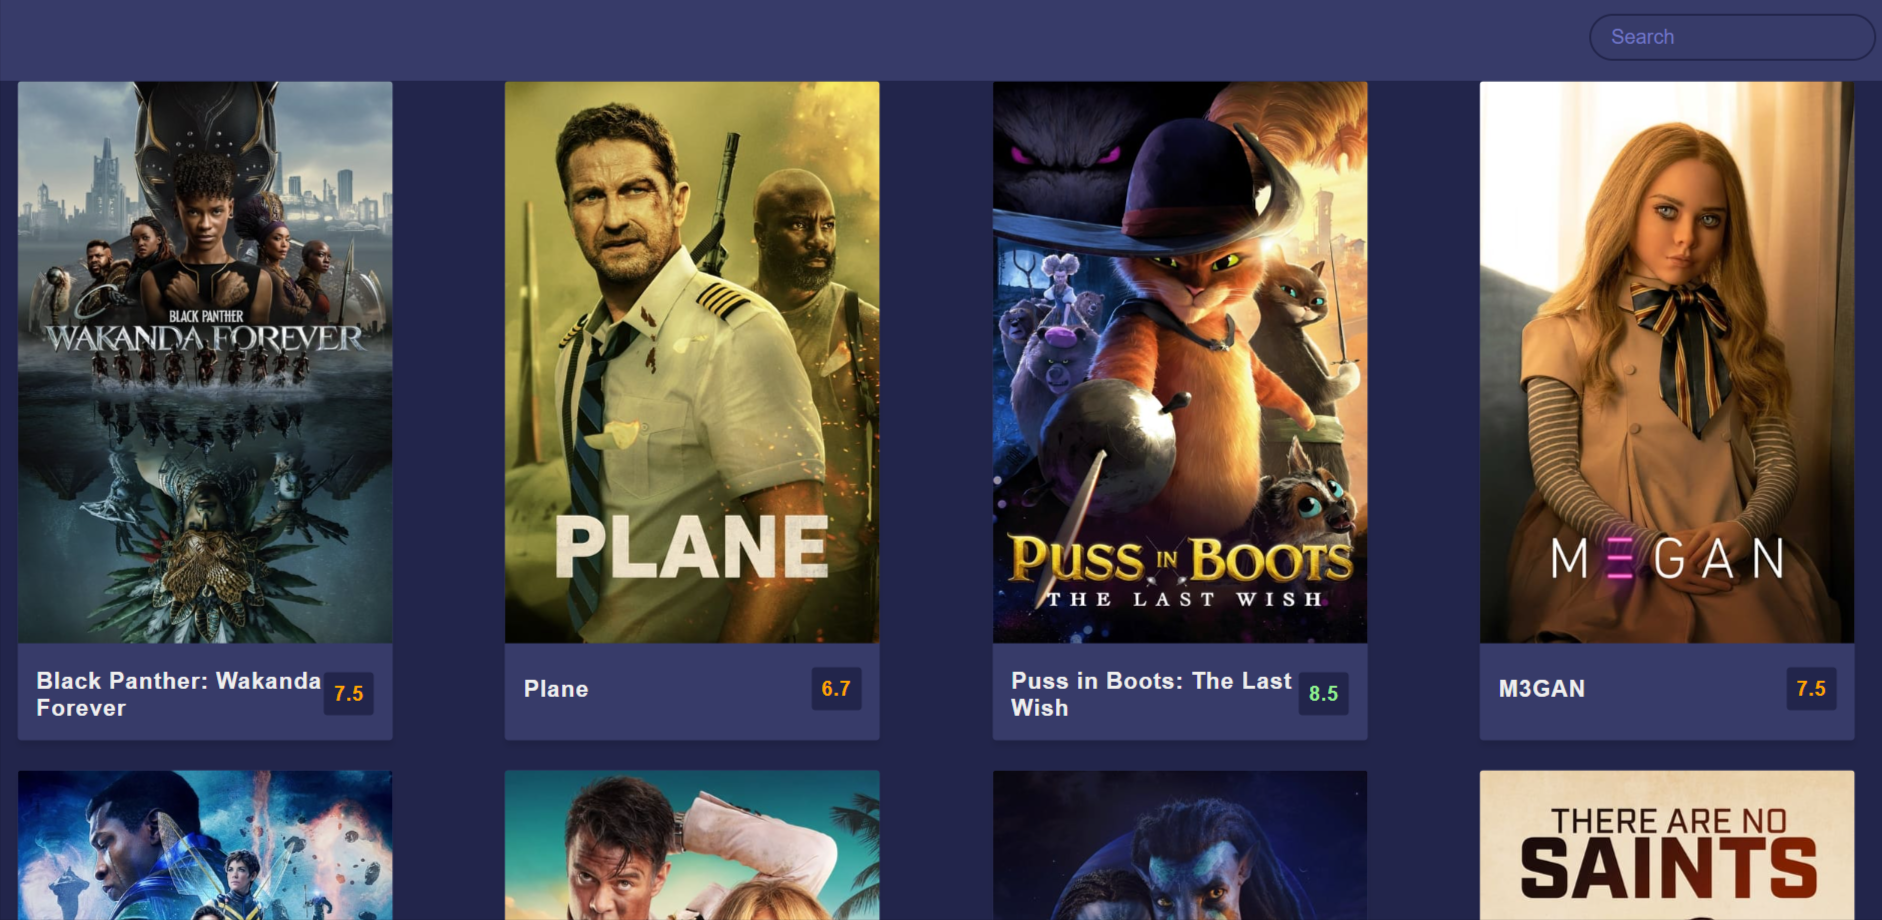 Search
BLACK PANTHER
WAKANDA FOREVER
PLANE
PUSS IN BOOTS
THE LAST WISH
M3GAN
Black Panther: Wakanda
Forever
7.5
Plane
6.7
Puss in Boots: The Last
Wish
8.5
M3GAN
7.5
THERE ARE NO
SAINTS